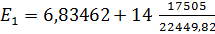 E₁ = 6,83462 + 14 17505/22449,82